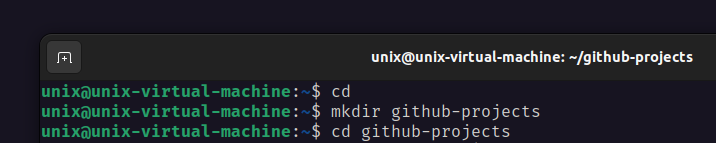 unix@unix-virtual-machine: ~/github-projects
unix@unix-virtual-machine:~$ cd
unix@unix-virtual-machine:~$ mkdir github-projects
unix@unix-virtual-machine:~$ cd github-projects